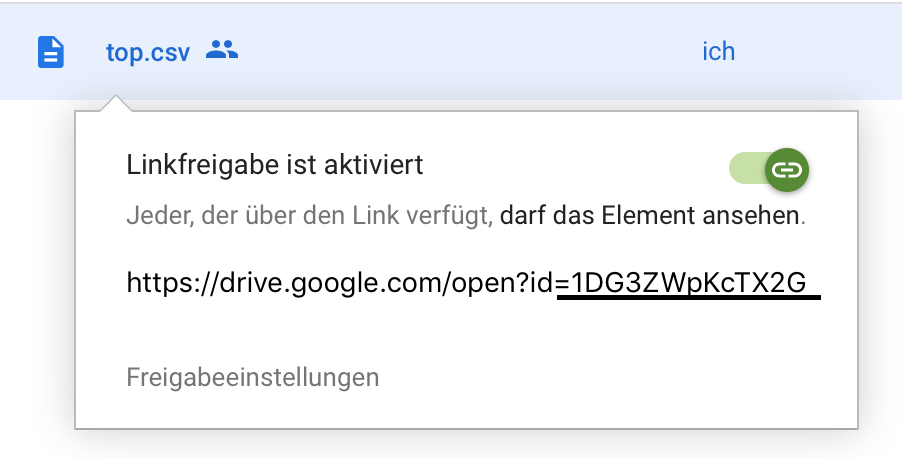 top.csv ich
Linkfreigabe ist aktiviert
Jeder, der über den Link verfügt, darf das Element ansehen.
https://drive.google.com/open?id=1DG3ZWpKcTX2G
Freigabeeinstellungen